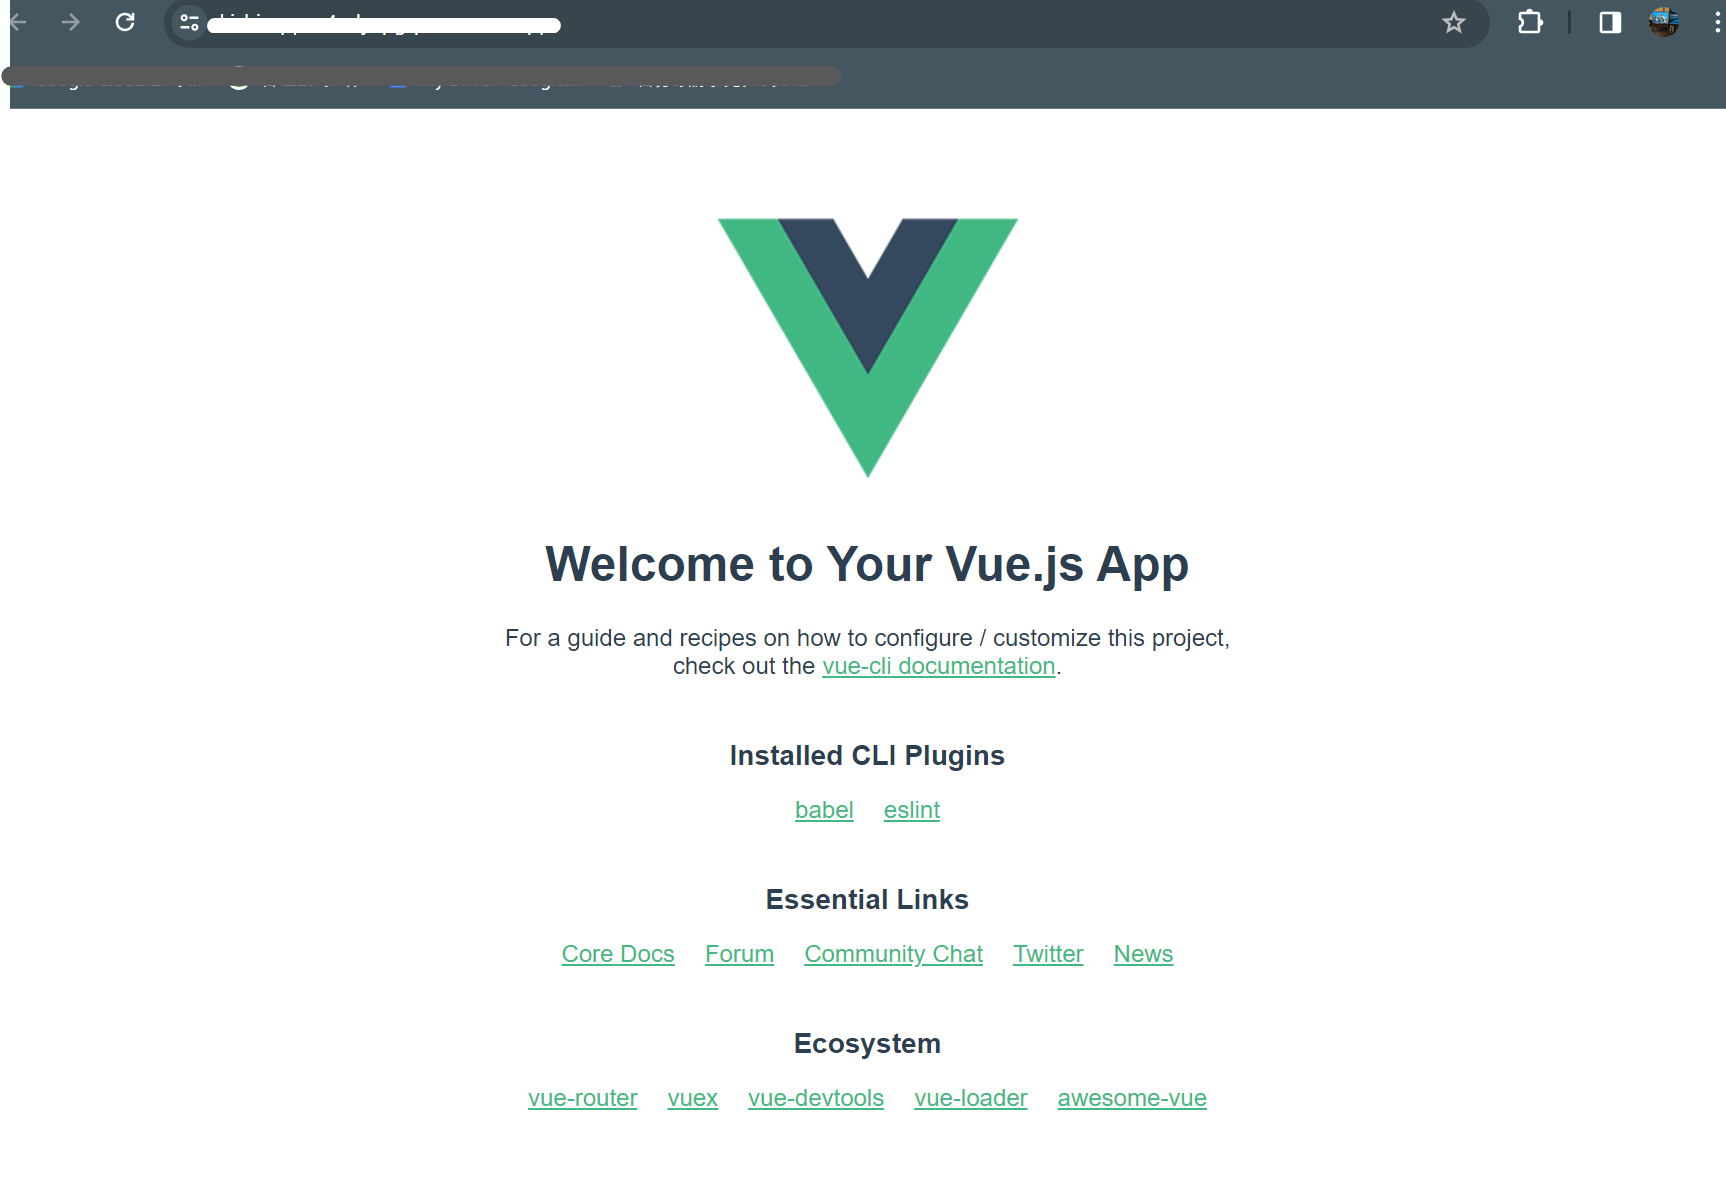 Welcome to Your Vue.js App
For a guide and recipes on how to configure / customize this project,
check out the vue-cli documentation.
Installed CLI Plugins
babel eslint
Essential Links
Core Docs Forum Community Chat Twitter News
Ecosystem
vue-router vuex vue-devtools vue-loader awesome-vue